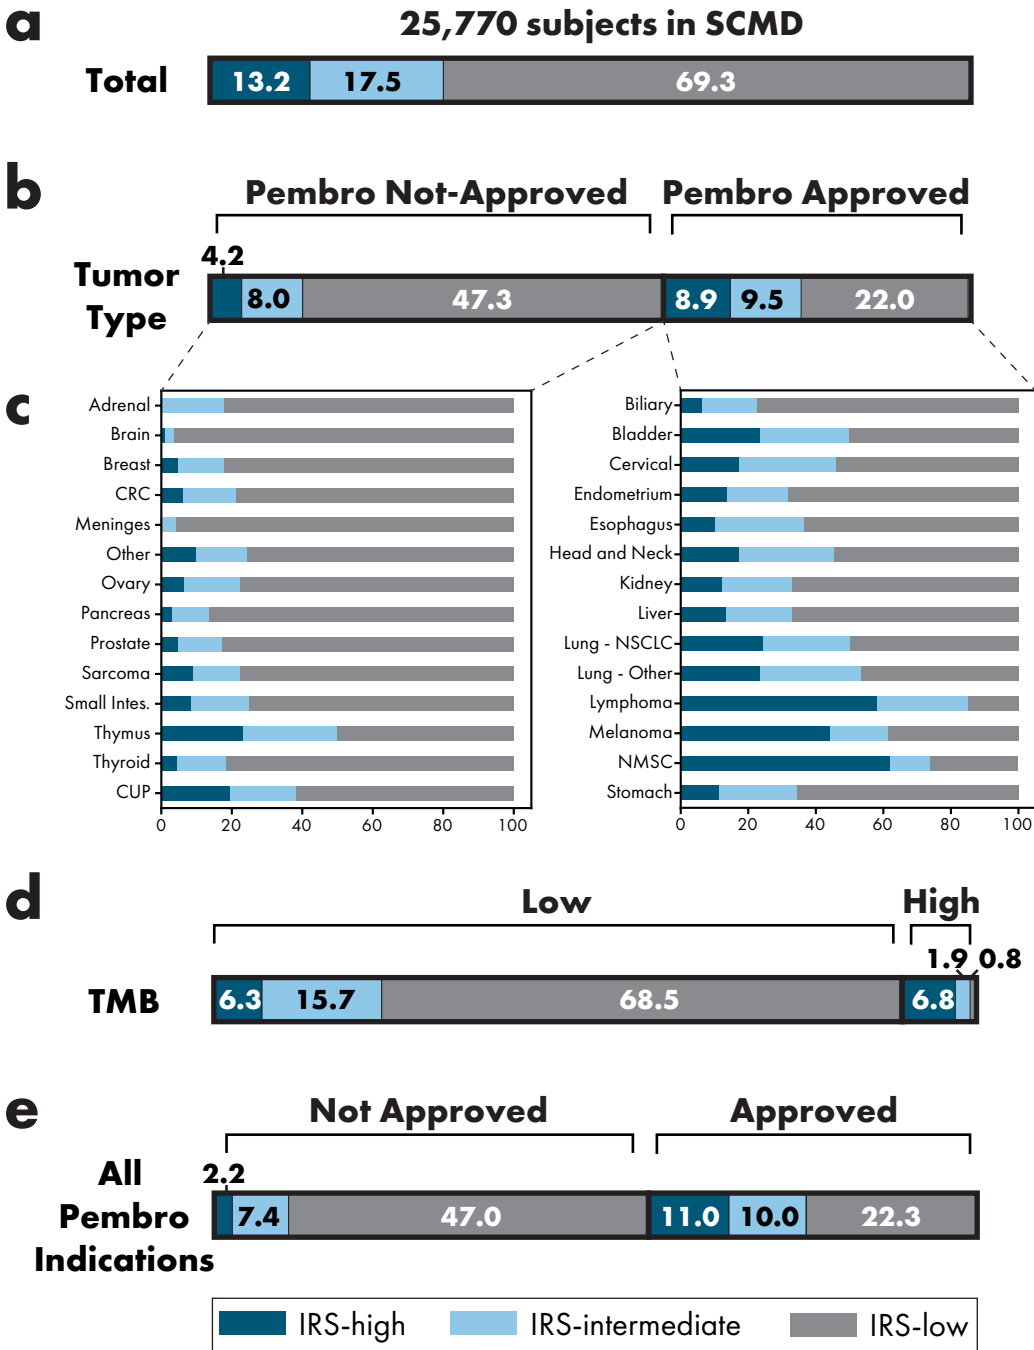 a
25,770 subjects in SCMD
Total
13.2 17.5 69.3
b
Pembro Not-Approved Pembro Approved
4.2
Tumor
Type
8.0 47.3 8.9 9.5 22.0
c
Adrenal
Brain
Breast
CRC
Meninges
Other
Ovary
Pancreas
Prostate
Sarcoma
Small Intes.
Thymus
Thyroid
CUP
0 20 40 60 80 100
Biliary
Bladder
Cervical
Endometrium
Esophagus
Head and Neck
Kidney
Liver
Lung - NSCLC
Lung - Other
Lymphoma
Melanoma
NMSC
Stomach
0 20 40 60 80 100
d
Low High
1.9 0.8
TMB
6.3 15.7 68.5 6.8
e
Not Approved Approved
All
Pembro
Indications
2.2
7.4 47.0 11.0 10.0 22.3
IRS-high IRS-intermediate IRS-low